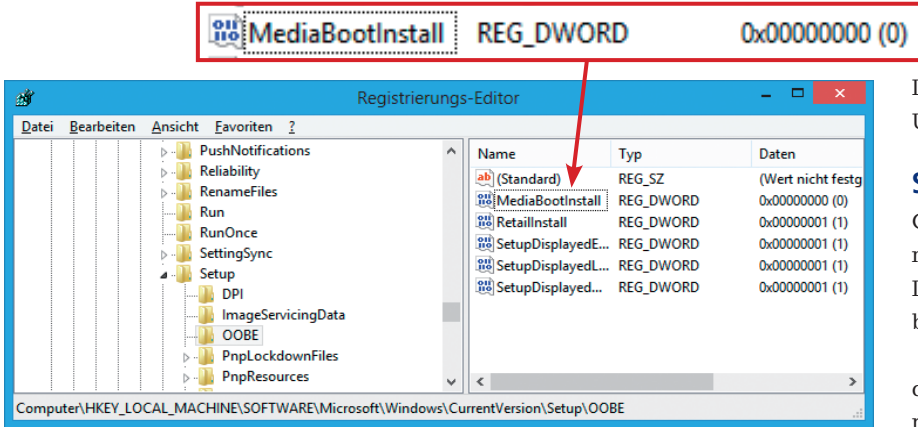 MediaBootInstall REG_DWORD 0x00000000 (0)
Registrierungs-Editor
Datei Bearbeiten Ansicht Favoriten ?
PushNotifications
Reliability
RenameFiles
Run
RunOnce
SettingSync
Setup
DPI
ImageServicingData
OOBE
PnpLockdownFiles
PnpResources
Name Typ Daten
(Standard) REG_SZ (Wert nicht festg
MediaBootInstall REG_DWORD 0x00000000 (0)
RetailInstall REG_DWORD 0x00000001 (1)
SetupDisplayedE... REG_DWORD 0x00000001 (1)
SetupDisplayedL... REG_DWORD 0x00000001 (1)
SetupDisplayed... REG_DWORD 0x00000001 (1)
Computer\HKEY_LOCAL_MACHINE\SOFTWARE\Microsoft\Windows\CurrentVersion\Setup\OOBE